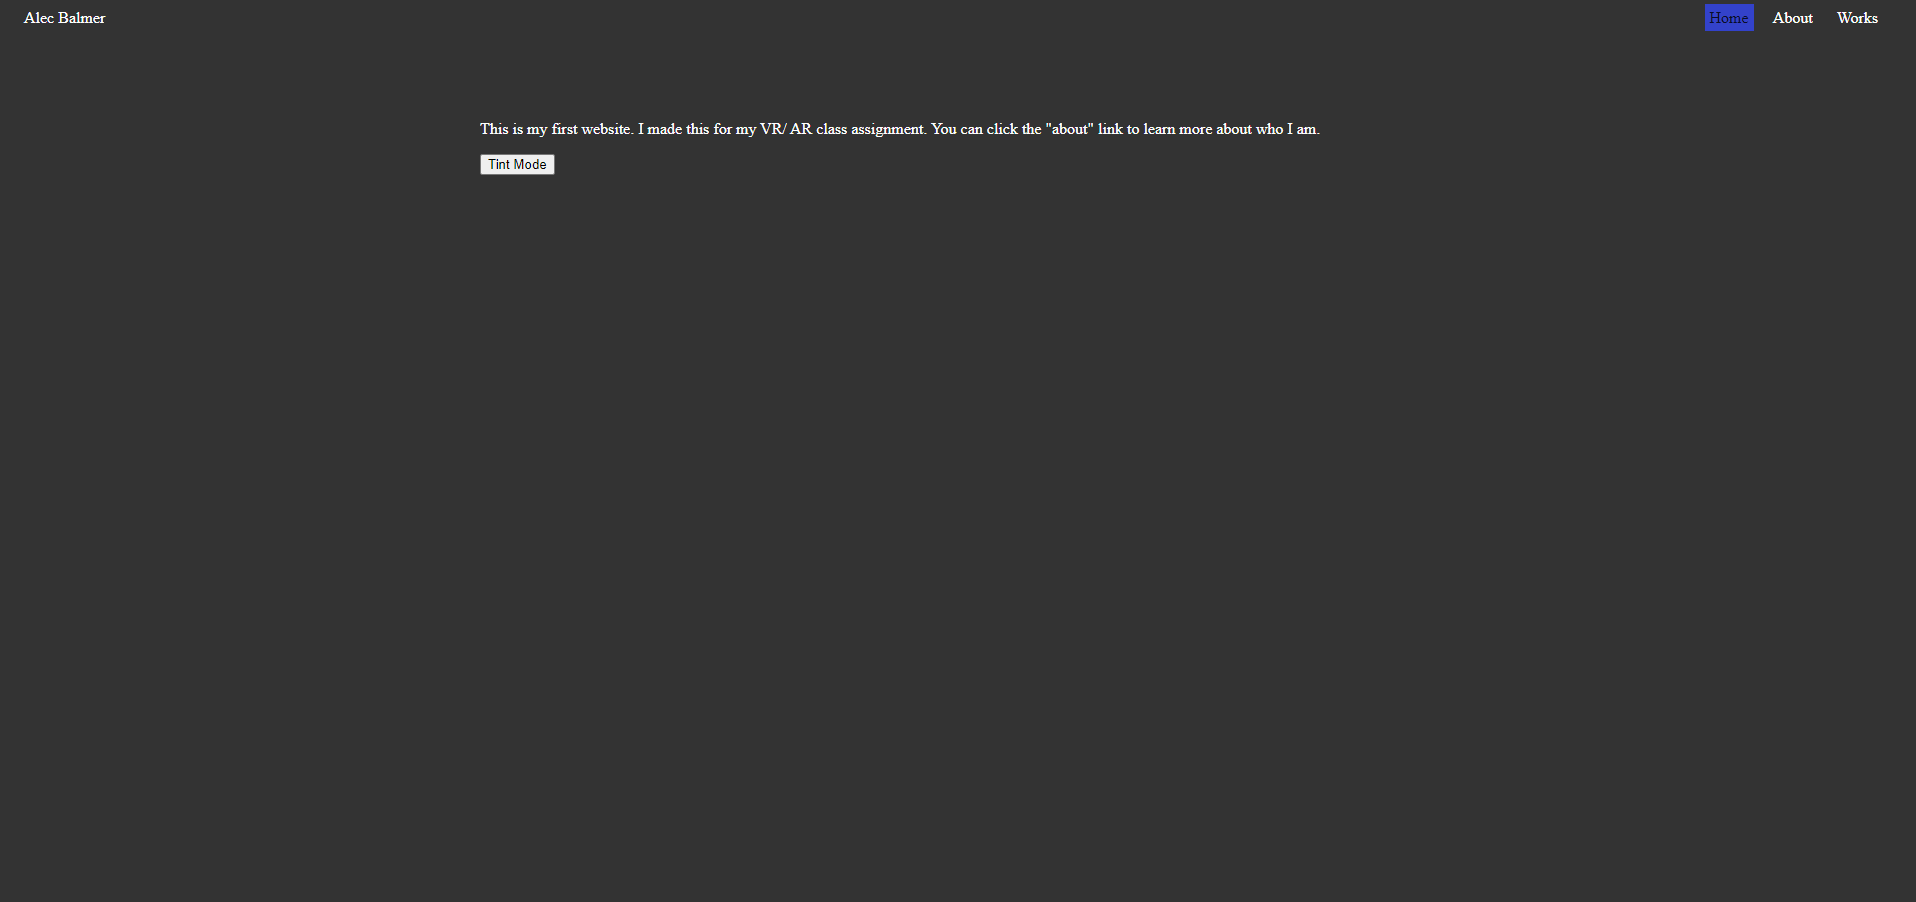 Alec Balmer
Home About Works
This is my first website. I made this for my VR/ AR class assignment. You can click the "about" link to learn more about who I am.
Tint Mode